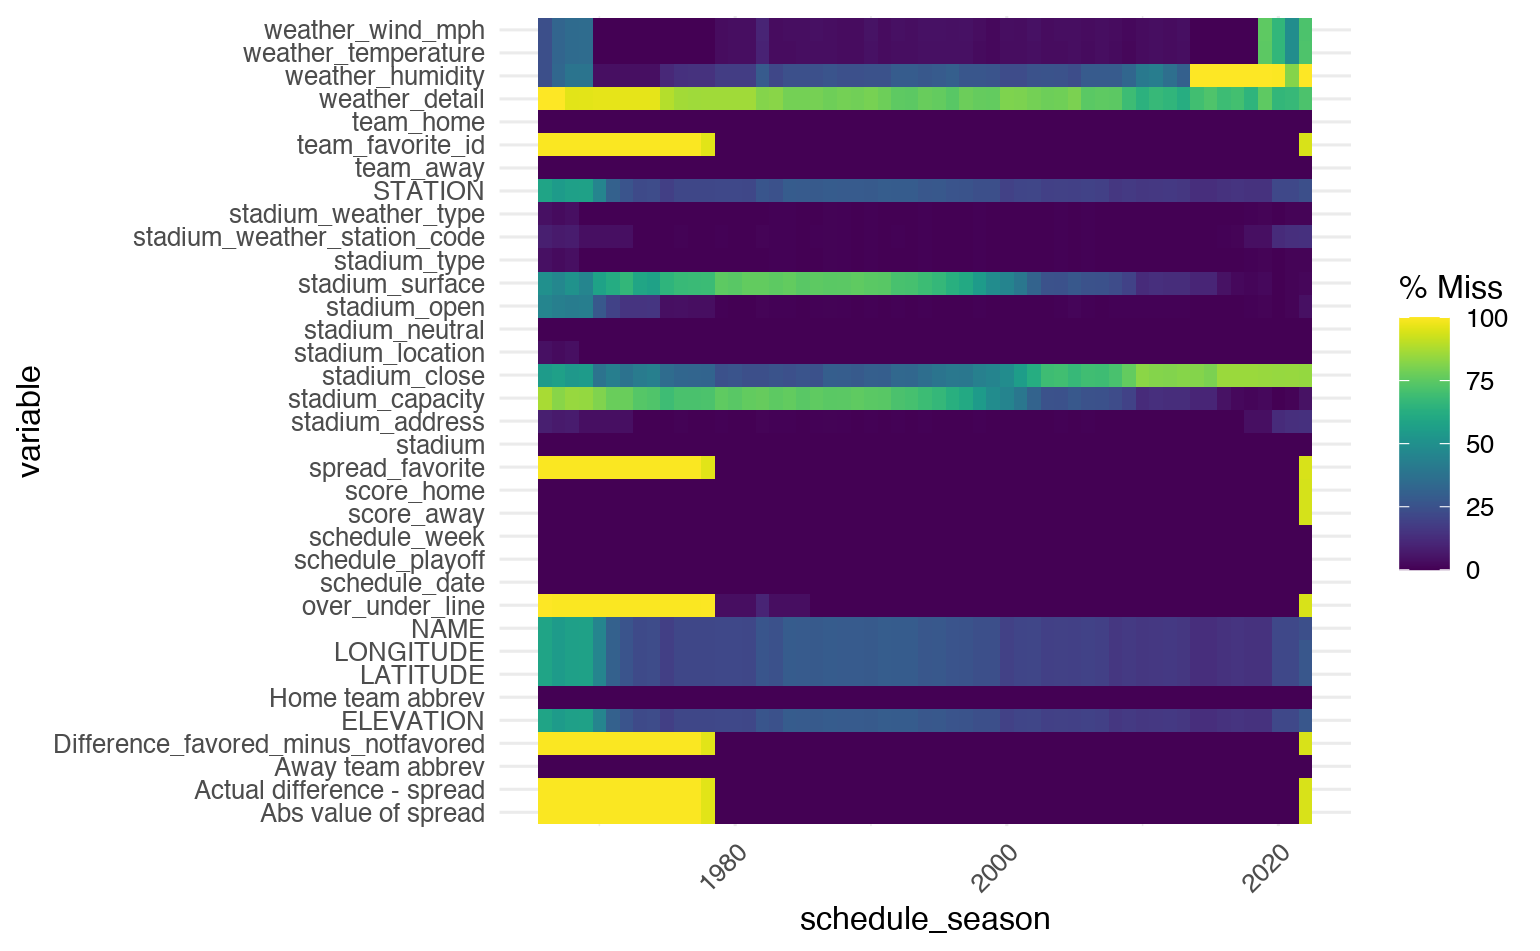 weather_wind_mph
weather_temperature
weather_humidity
weather_detail
team_home
team_favorite_id
team_away
STATION
stadium_weather_type
stadium_weather_station_code
stadium_type
stadium_surface
stadium_open
stadium_neutral
stadium_location
stadium_close
stadium_capacity
stadium_address
stadium
spread_favorite
score_home
score_away
schedule_week
schedule_playoff
schedule_date
over_under_line
NAME
LONGITUDE
LATITUDE
Home team abbrev
ELEVATION
Difference_favored_minus_notfavored
Away team abbrev
Actual difference - spread
Abs value of spread
variable
1980
2000
2020
schedule_season
% Miss
100
75
50
25
0